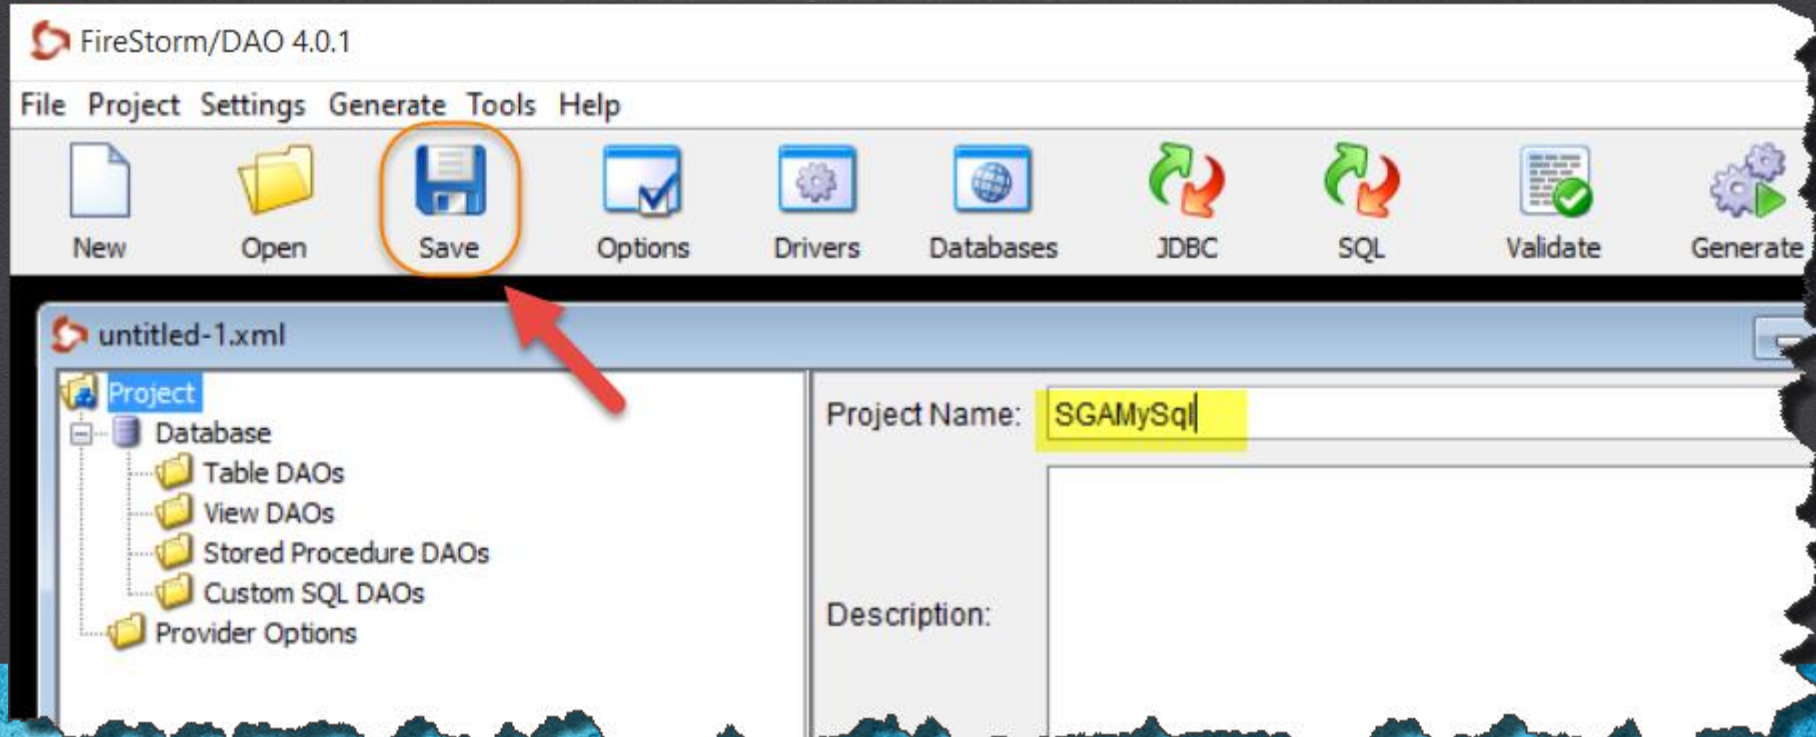 FireStorm/DAO 4.0.1
File Project Settings Generate Tools Help
New Open Save Options Drivers Databases JDBC SQL Validate Generate
untitled-1.xml
Project
Database
Table DAOs
View DAOs
Stored Procedure DAOs
Custom SQL DAOs
Provider Options
Project Name: SGAMySql
Description: